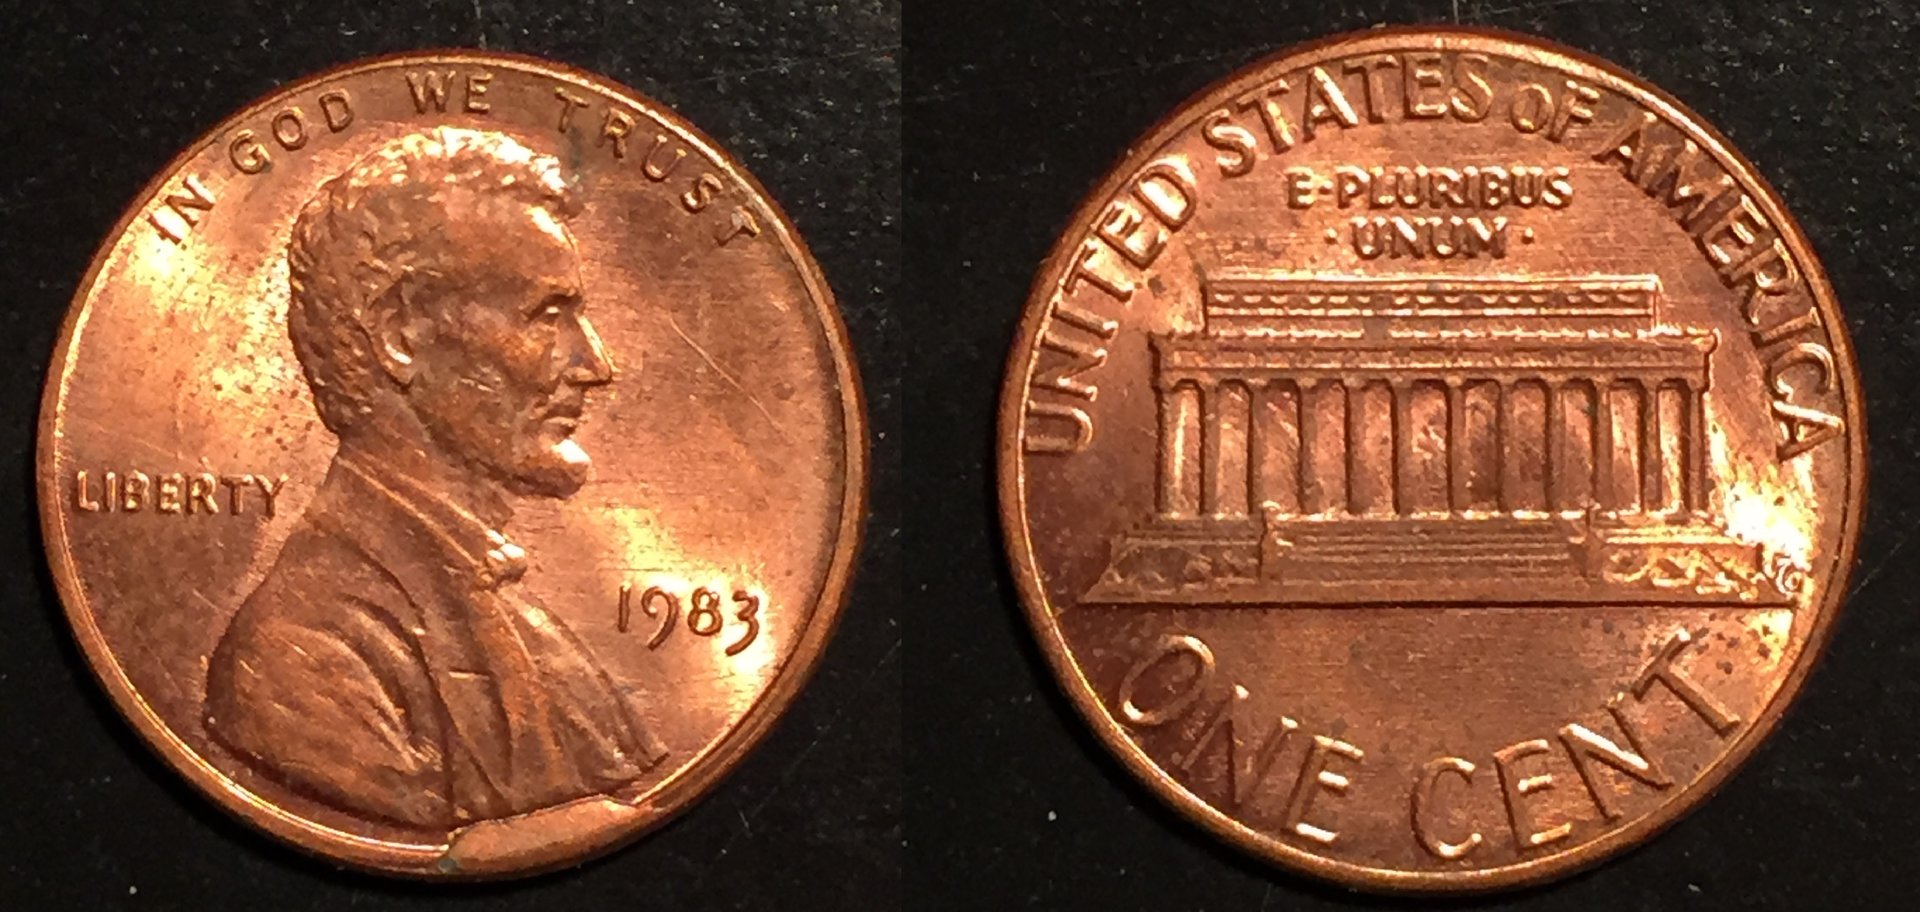 IN GOD WE TRUST
LIBERTY
1983
UNITED STATES OF AMERICA
E·PLURIBUS
·UNUM·
ONE CENT